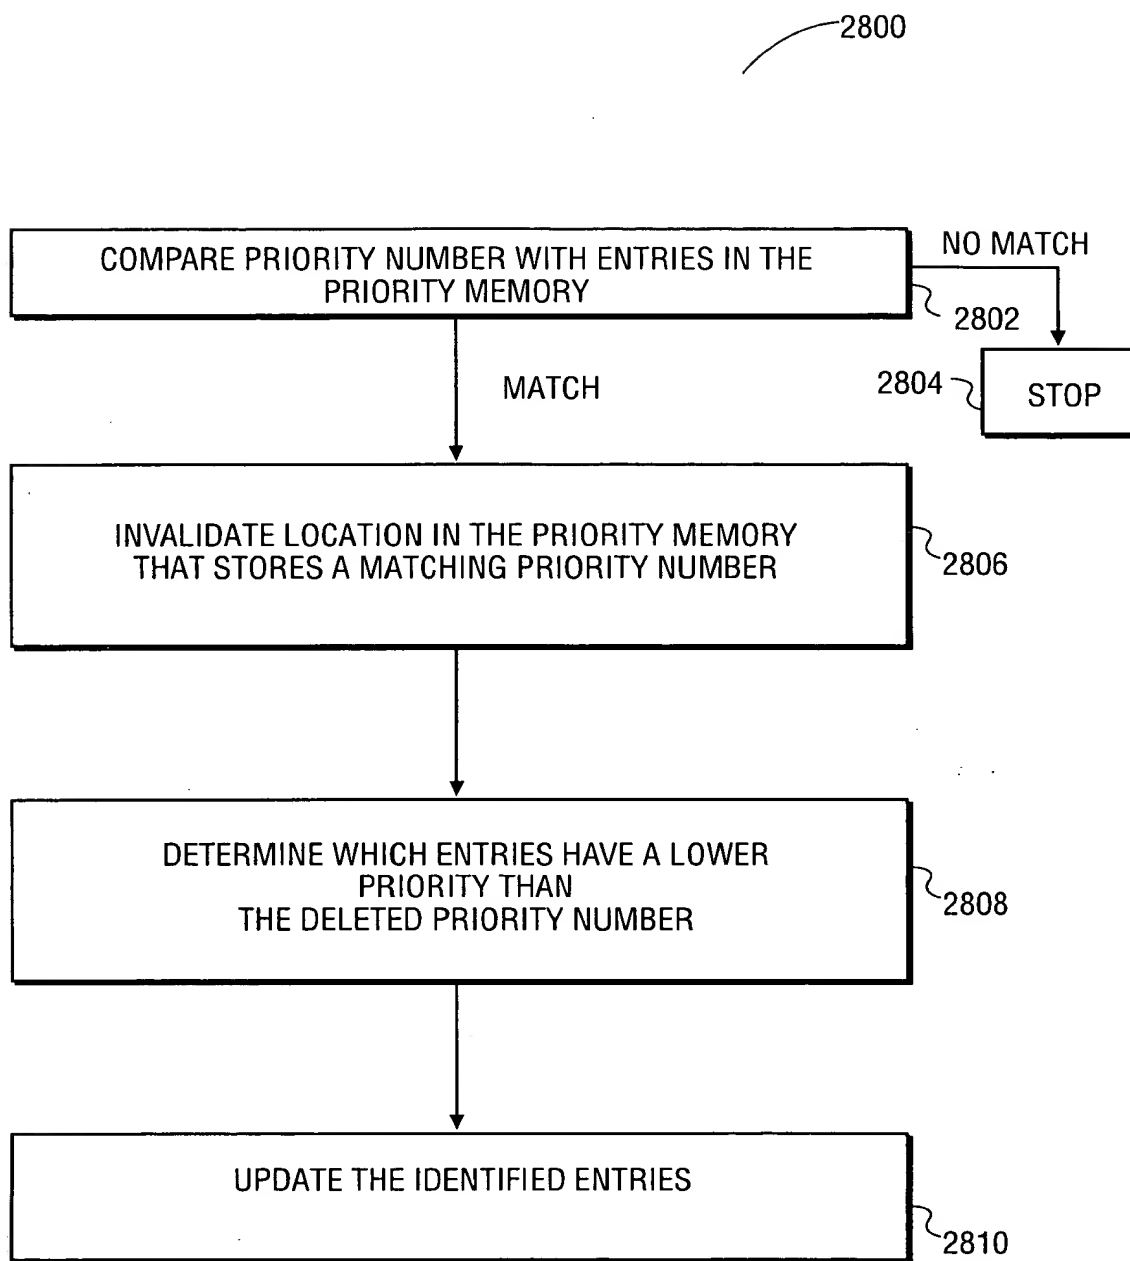 2800
COMPARE PRIORITY NUMBER WITH ENTRIES IN THE
PRIORITY MEMORY
NO MATCH
2802
MATCH
2804
STOP
INVALIDATE LOCATION IN THE PRIORITY MEMORY
THAT STORES A MATCHING PRIORITY NUMBER
2806
DETERMINE WHICH ENTRIES HAVE A LOWER
PRIORITY THAN
THE DELETED PRIORITY NUMBER
2808
UPDATE THE IDENTIFIED ENTRIES
2810